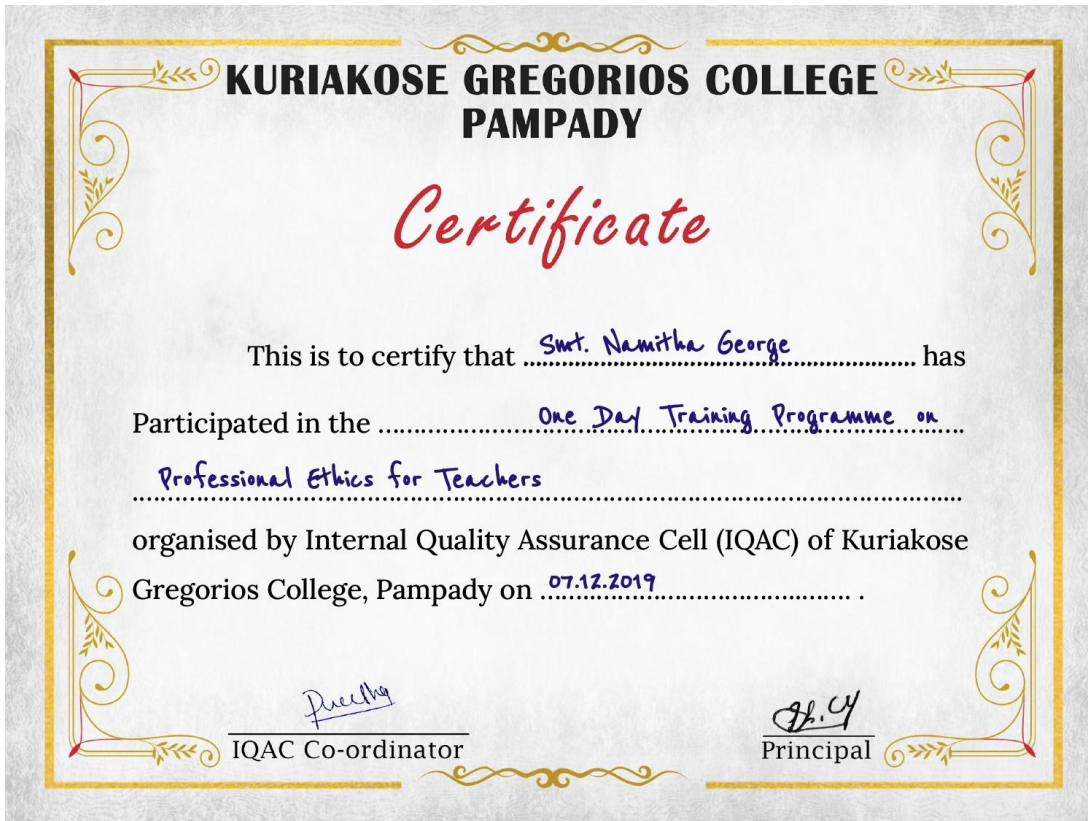 KURIAKOSE GREGORIOS COLLEGE
PAMPADY
Certificate
This is to certify that Smt. Namitha George has
Participated in the One Day Training Programme on
Professional Ethics for Teachers
organised by Internal Quality Assurance Cell (IQAC) of Kuriakose
Gregorios College, Pampady on 07.12.2019 .
IQAC Co-ordinator
Principal